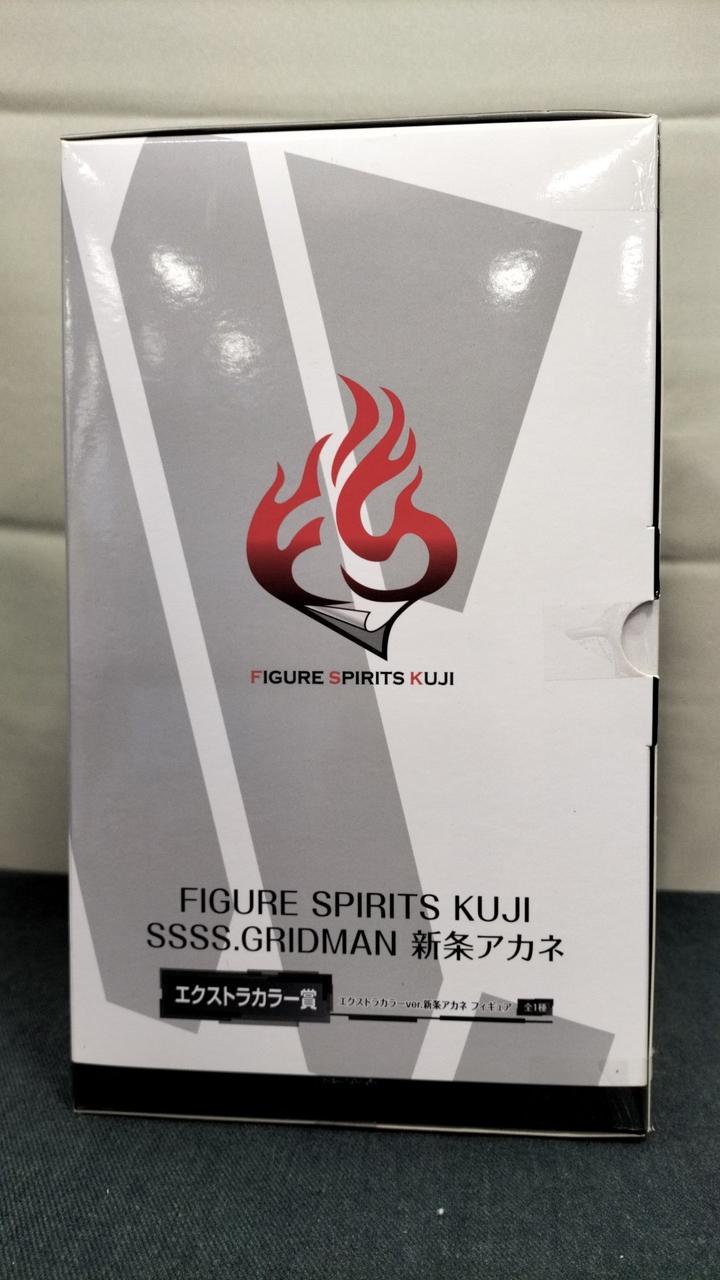 FIGURE SPIRITS KUJI
FIGURE SPIRITS KUJI
SSSS.GRIDMAN 新条アカネ
エクストラカラー賞
エクストラカラーver.新条アカネ フィギュア 全1種